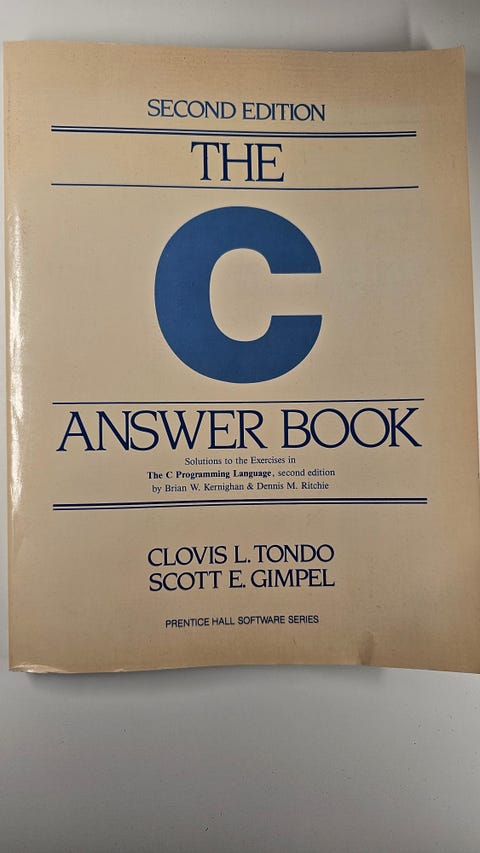 SECOND EDITION
THE
C
ANSWER BOOK
Solutions to the Exercises in
The C Programming Language, second edition
by Brian W. Kernighan & Dennis M. Ritchie
CLOVIS L. TONDO
SCOTT E. GIMPEL
PRENTICE HALL SOFTWARE SERIES